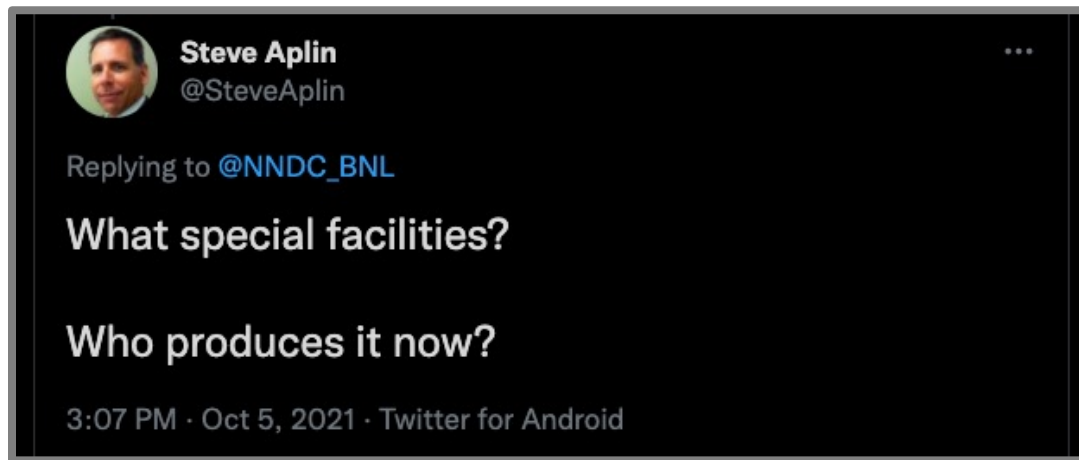 Steve Aplin
@SteveAplin
Replying to @NNDC_BNL
What special facilities?
Who produces it now?
3:07 PM · Oct 5, 2021 · Twitter for Android